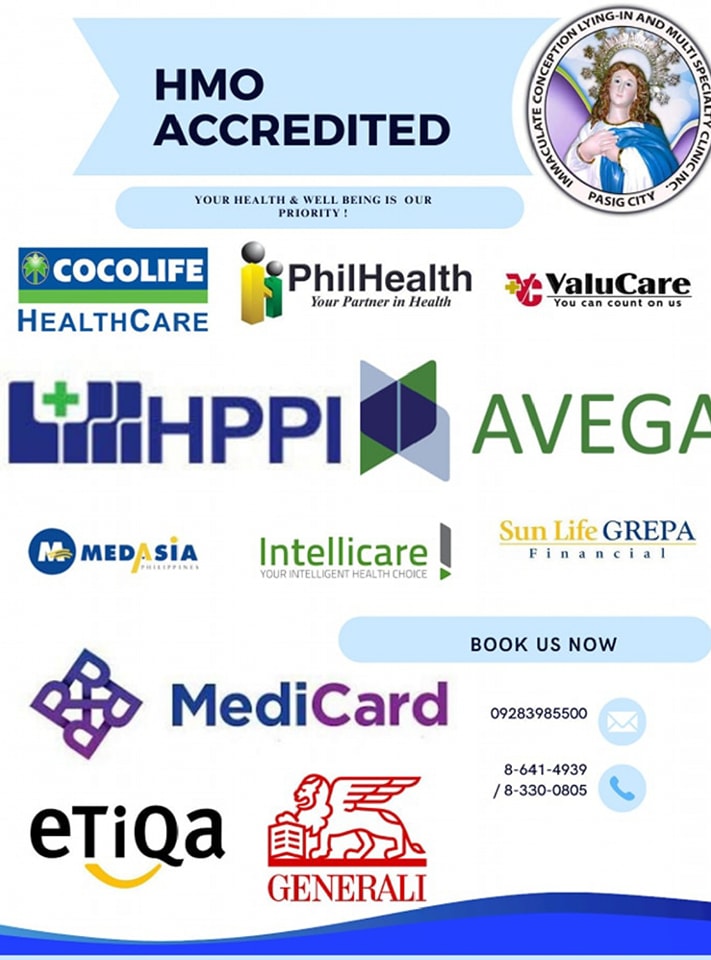 HMO
ACCREDITED
IMMACULATE CONCEPTION LYING-IN AND MULTI SPECIALTY CLINIC INC.
PASIG CITY
YOUR HEALTH & WELL BEING IS OUR
PRIORITY !
COCOLIFE
HEALTHCARE
PhilHealth
Your Partner in Health
ValuCare
You can count on us
HPPI
AVEGA
MEDASiA
PHILIPPINES
Intellicare
YOUR INTELLIGENT HEALTH CHOICE
Sun Life GREPA
Financial
BOOK US NOW
MediCard
09283985500
8-641-4939
/ 8-330-0805
eTiQa
GENERALI